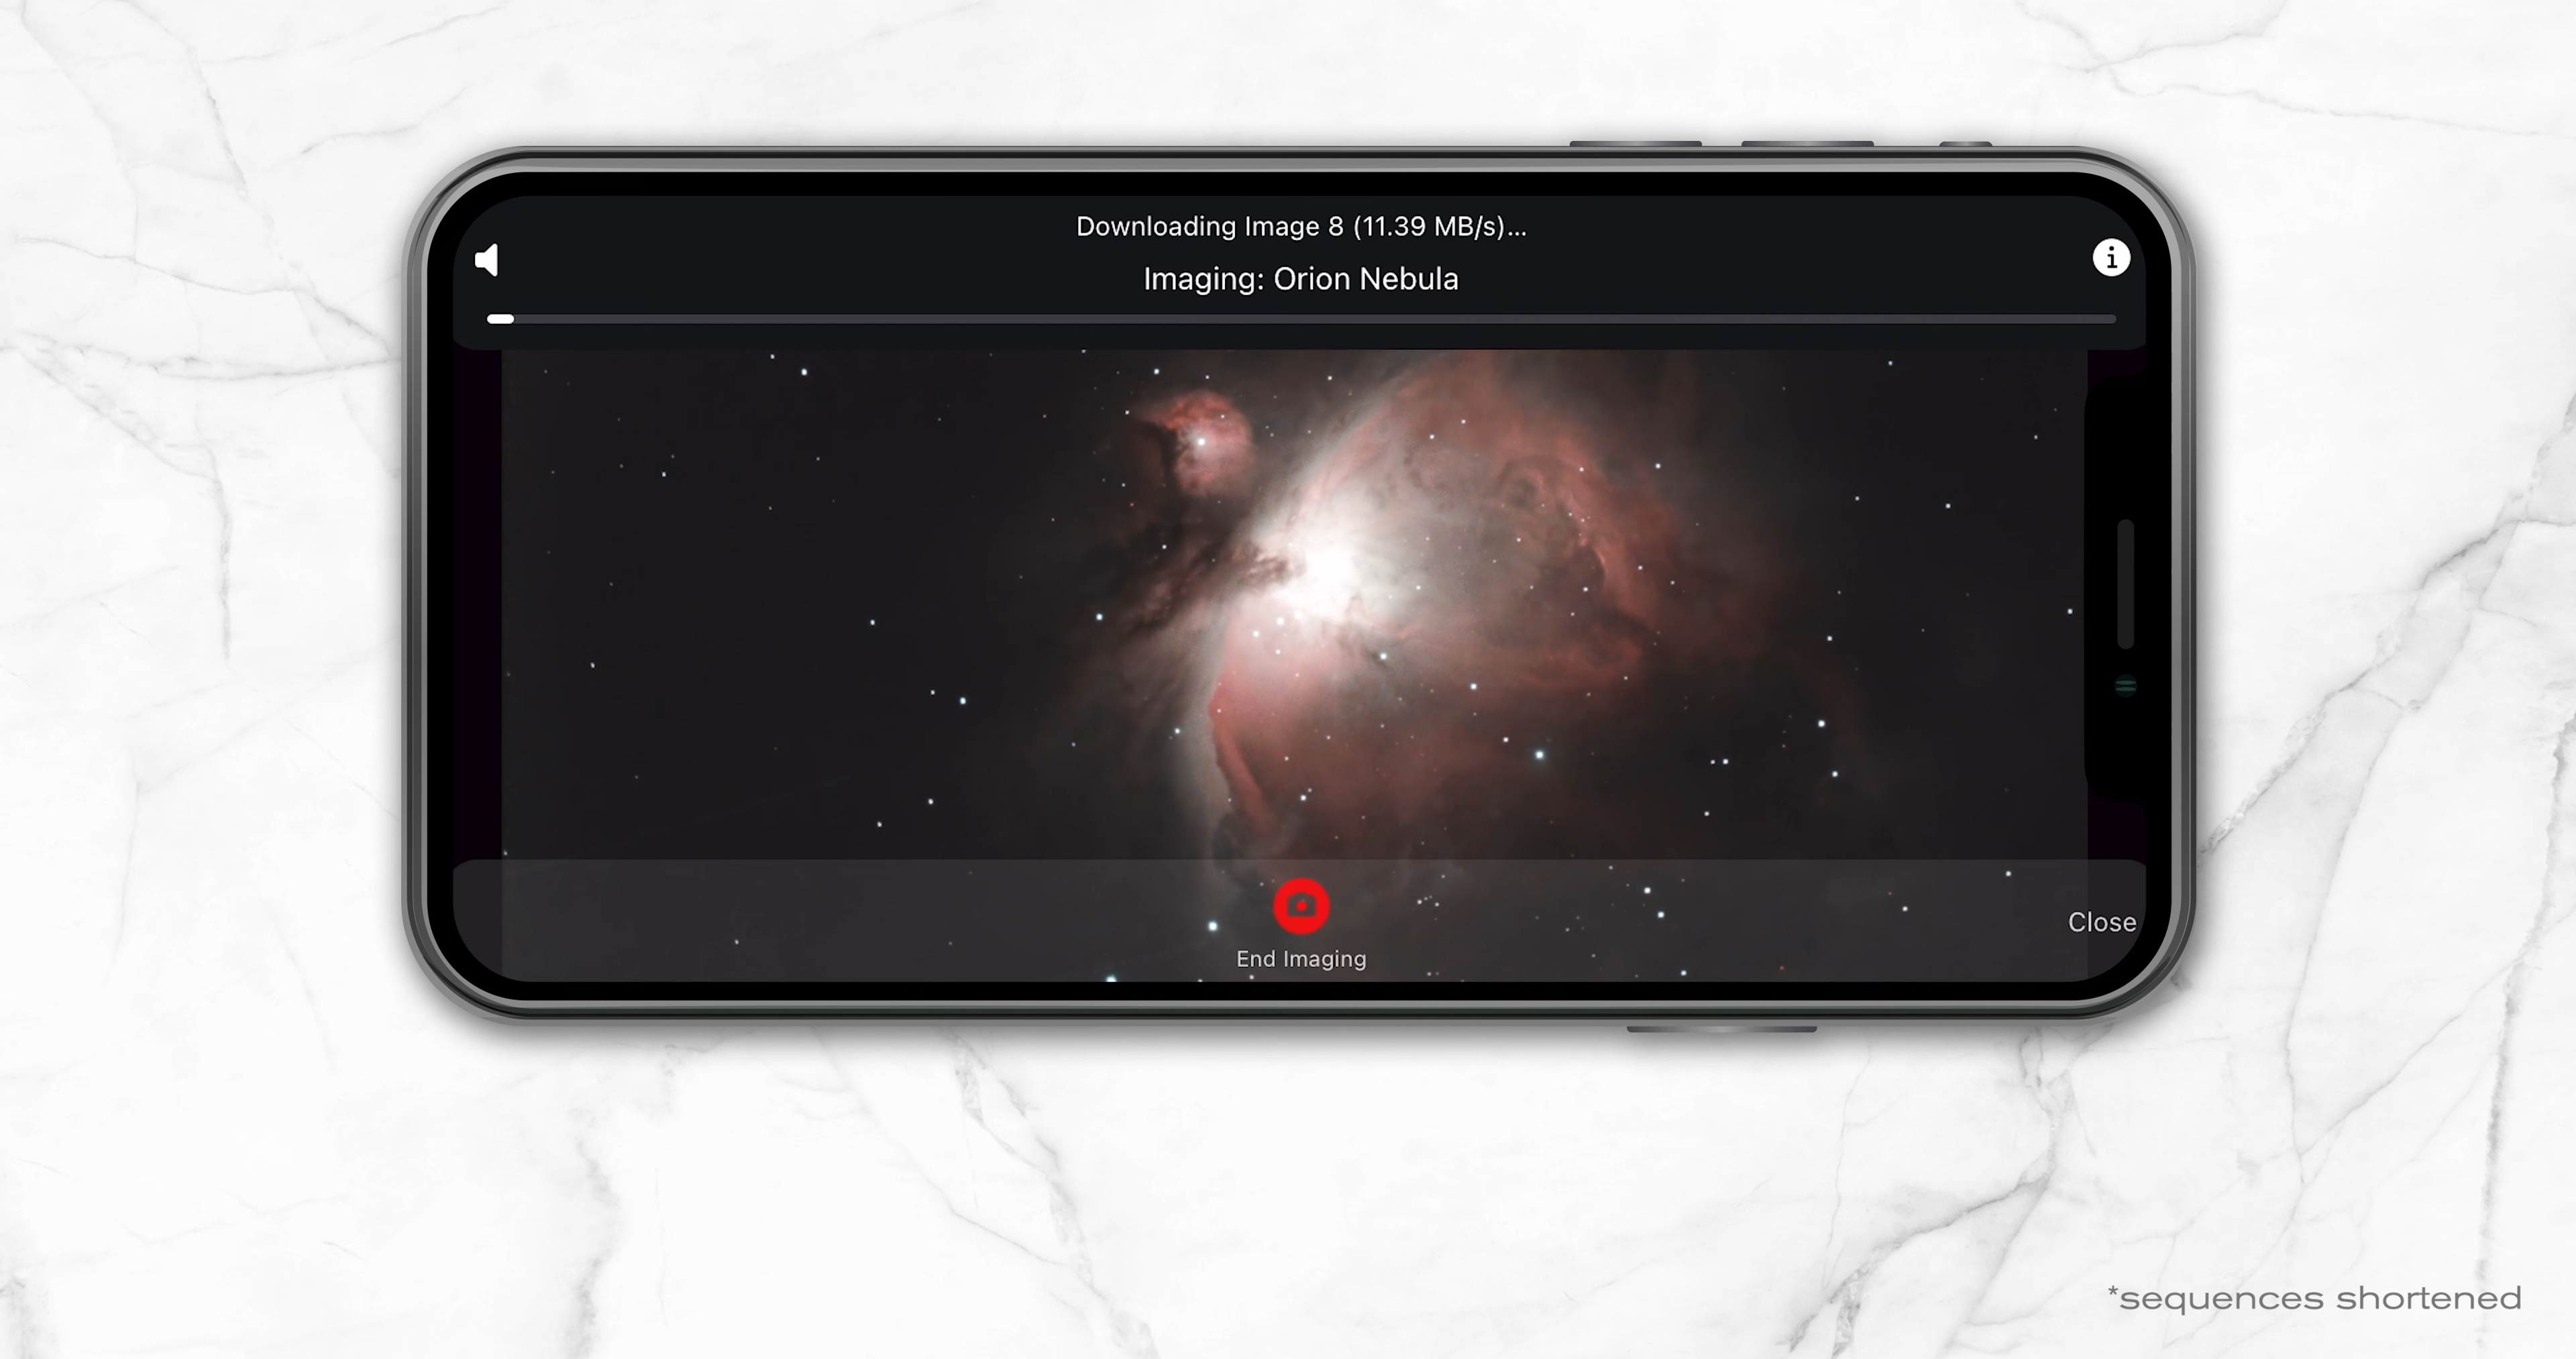 Downloading Image 8 (11.39 MB/s)...
Imaging: Orion Nebula
End Imaging
Close
*sequences shortened